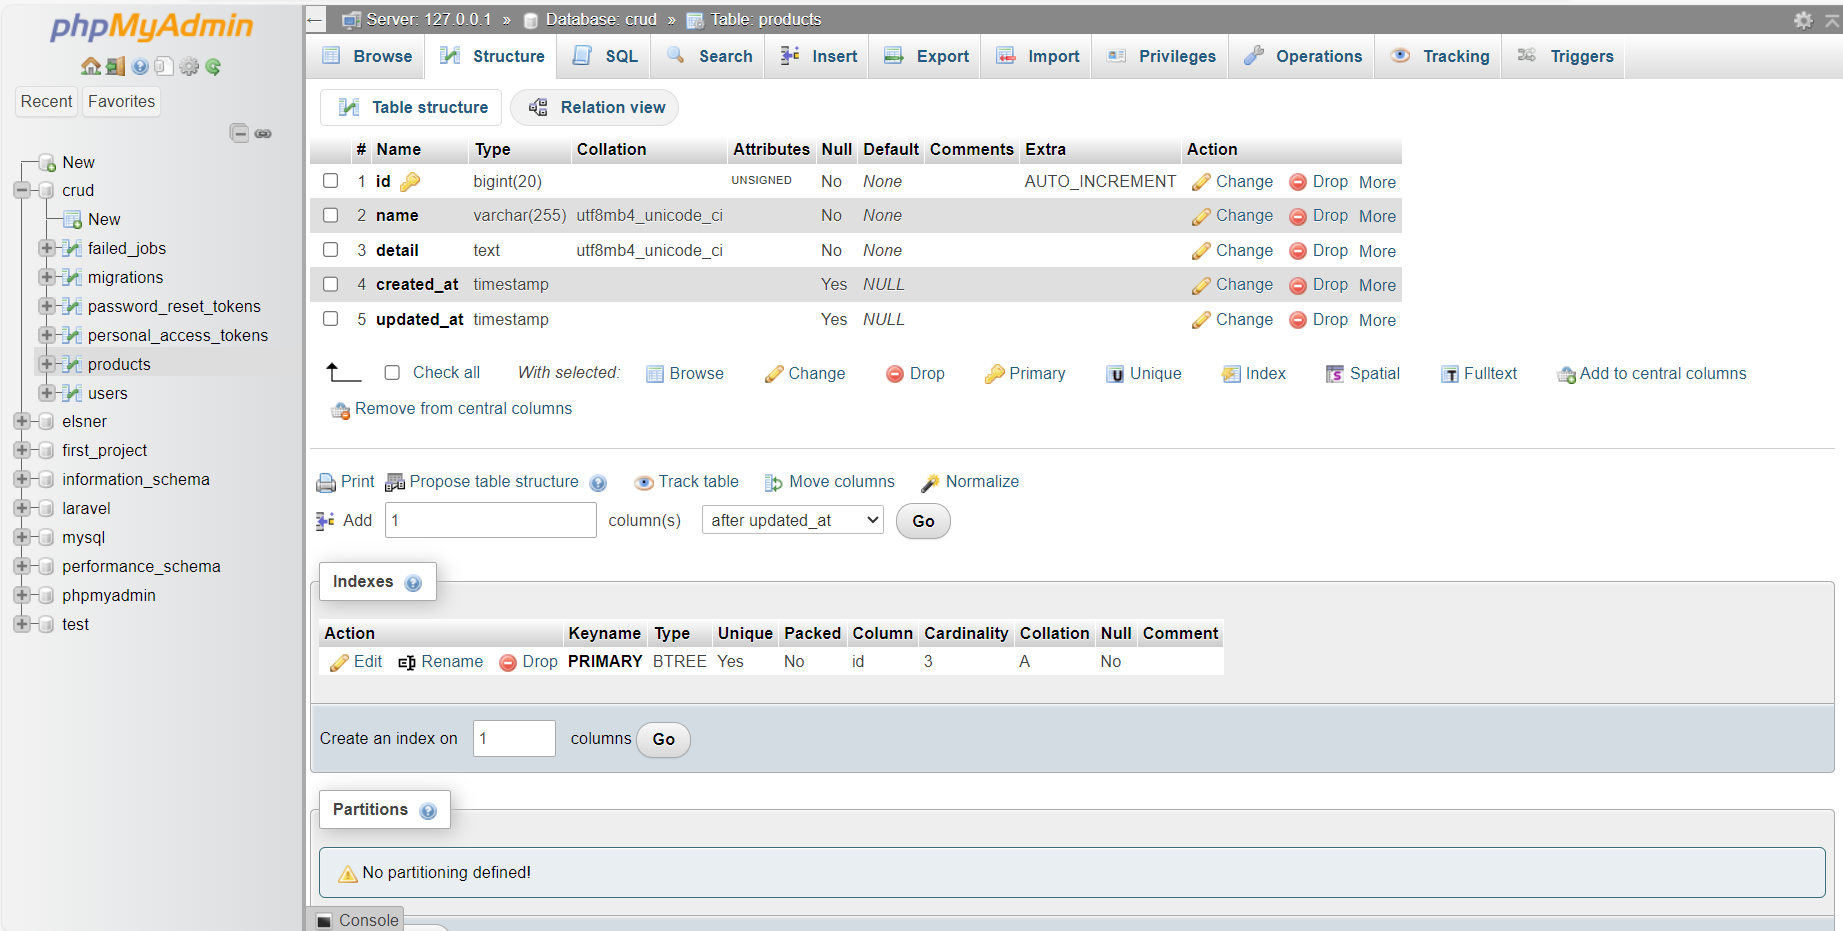 phpMyAdmin
Recent Favorites
New
crud
New
failed_jobs
migrations
password_reset_tokens
personal_access_tokens
products
users
elsner
first_project
information_schema
laravel
mysql
performance_schema
phpmyadmin
test
Server: 127.0.0.1 » Database: crud » Table: products
Browse Structure SQL Search Insert Export Import Privileges Operations Tracking Triggers
Table structure Relation view
# Name Type Collation Attributes Null Default Comments Extra Action
1 id bigint(20) UNSIGNED No None AUTO_INCREMENT Change Drop More
2 name varchar(255) utf8mb4_unicode_ci No None Change Drop More
3 detail text utf8mb4_unicode_ci No None Change Drop More
4 created_at timestamp Yes NULL Change Drop More
5 updated_at timestamp Yes NULL Change Drop More
Check all With selected: Browse Change Drop Primary Unique Index Spatial Fulltext Add to central columns
Remove from central columns
Print Propose table structure Track table Move columns Normalize
Add 1 column(s) after updated_at Go
Indexes
Action Keyname Type Unique Packed Column Cardinality Collation Null Comment
Edit Rename Drop PRIMARY BTREE Yes No id 3 A No
Create an index on 1 columns Go
Partitions
No partitioning defined!
Console